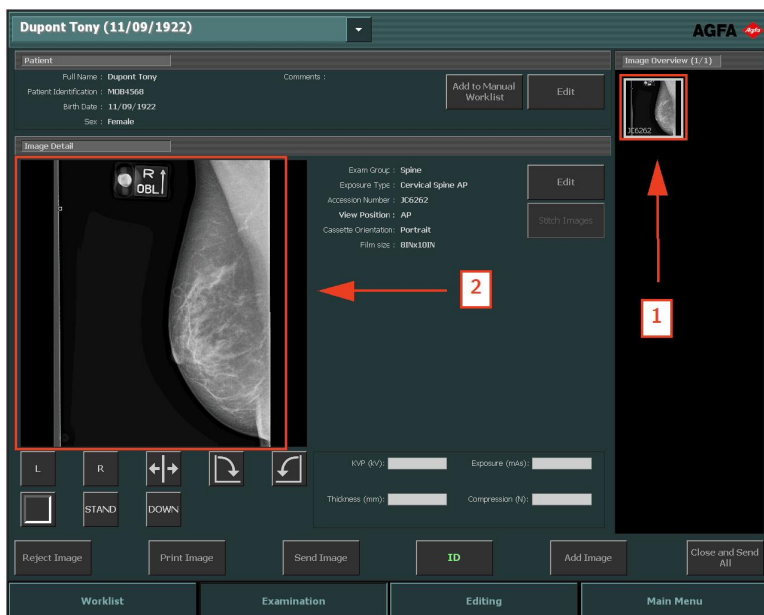 Dupont Tony (11/09/1922)
AGFA
Agfa
Patient
Full Name : Dupont Tony
Patient Identification : MOB4568
Birth Date : 11/09/1922
Sex : Female
Comments :
Add to Manual
Worklist
Edit
Image Overview (1/1)
JC6262
1
Image Detail
R
OBL
Exam Group : Spine
Exposure Type : Cervical Spine AP
Accession Number : JC6262
View Position : AP
Cassette Orientation: Portrait
Film size : 8INx10IN
Edit
Stitch Images
2
L
R
STAND
DOWN
KVP (kV):
Exposure (mAs):
Thickness (mm):
Compression (N):
Reject Image
Print Image
Send Image
ID
Add Image
Close and Send
All
Worklist
Examination
Editing
Main Menu